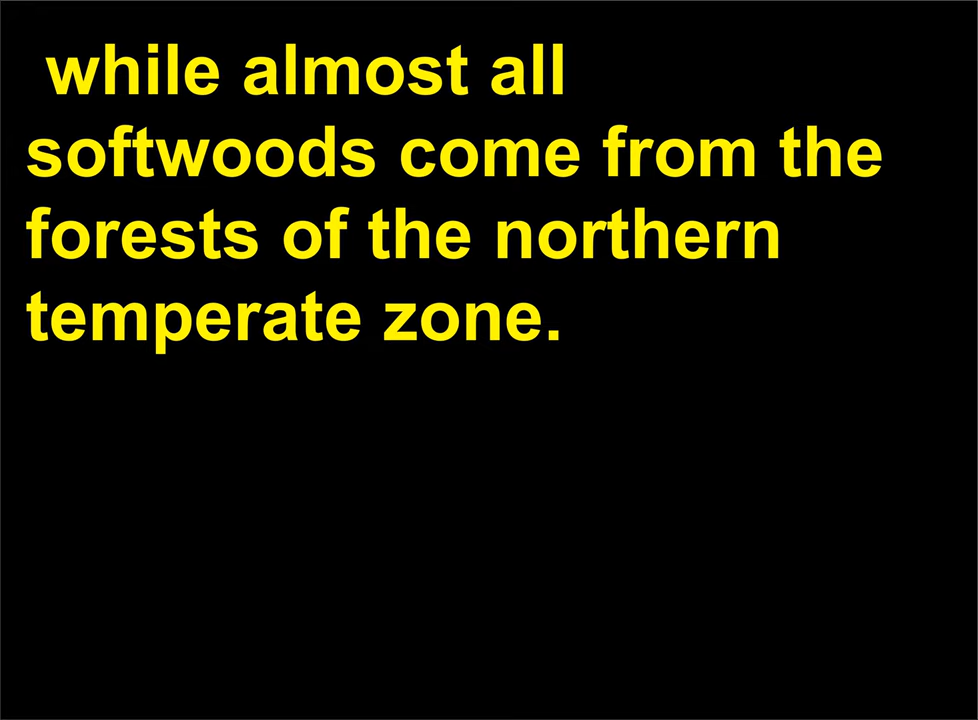 while almost all
softwoods come from the
forests of the northern
temperate zone.